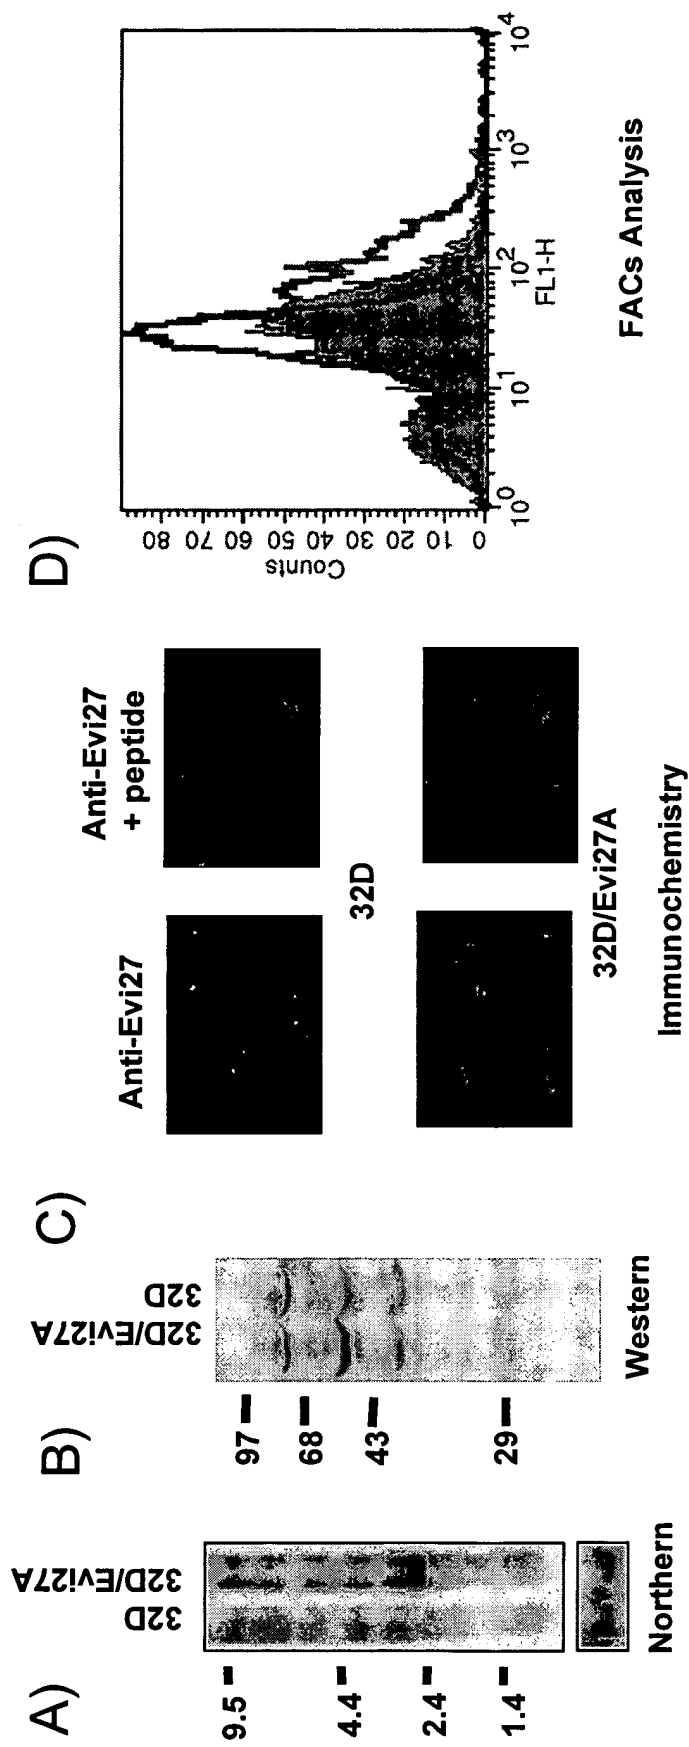 A)
32D
32D/Evi27A
9.5
4.4
2.4
1.4
Northern
B)
32D/Evi27A
32D
97
68
43
29
Western
C)
Anti-Evi27
Anti-Evi27
+ peptide
32D
32D/Evi27A
Immunochemistry
D)
Counts
80
70
60
50
40
30
20
10
0
10^0
10^1
10^2
10^3
10^4
FL1-H
FACs Analysis